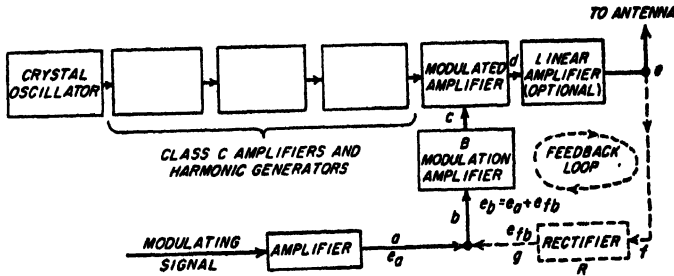 TO ANTENNA
CRYSTAL
OSCILLATOR
MODULATED
AMPLIFIER
d
LINEAR
AMPLIFIER
(OPTIONAL)
e
c
CLASS C AMPLIFIERS AND
HARMONIC GENERATORS
B
MODULATION
AMPLIFIER
FEEDBACK
LOOP
b
eb=ea+efb
MODULATING
SIGNAL
AMPLIFIER
a
ea
efb
g
RECTIFIER
R
f